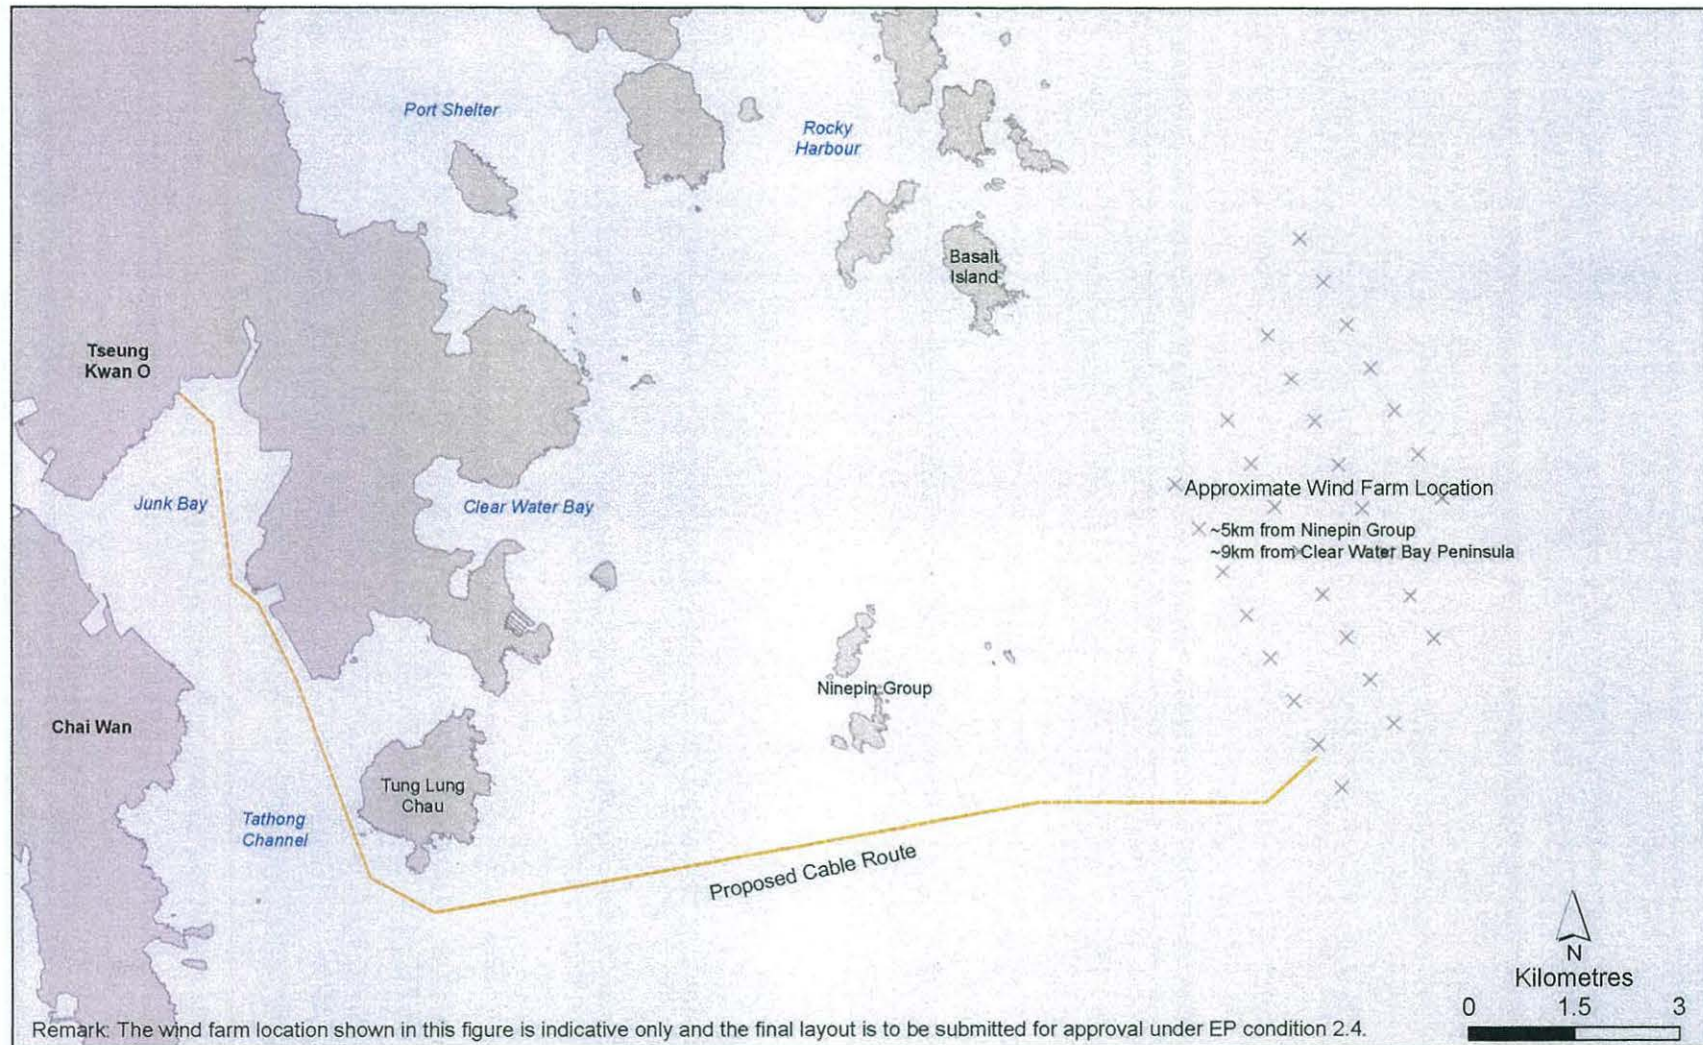 Port Shelter
Rocky
Harbour
Basalt
Island
Tseung
Kwan O
Junk Bay
Clear Water Bay
Approximate Wind Farm Location
~5km from Ninepin Group
~9km from Clear Water Bay Peninsula
Ninepin Group
Chai Wan
Tung Lung
Chau
Tathong
Channel
Proposed Cable Route
N
Kilometres
0 1.5 3
Remark: The wind farm location shown in this figure is indicative only and the final layout is to be submitted for approval under EP condition 2.4.